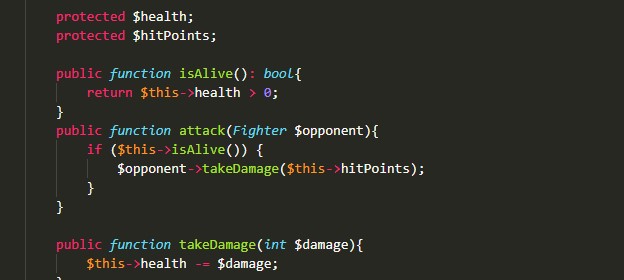 protected $health;
protected $hitPoints;
public function isAlive(): bool{
return $this->health > 0;
}
public function attack(Fighter $opponent){
if ($this->isAlive()) {
$opponent->takeDamage($this->hitPoints);
}
}
public function takeDamage(int $damage){
$this->health -= $damage;
}